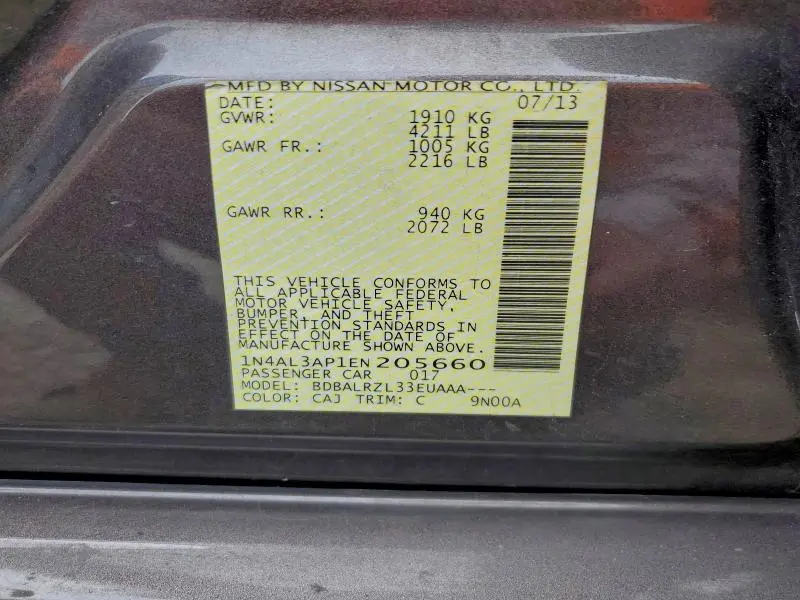 MFD BY NISSAN MOTOR CO., LTD.
DATE: 07/13
GVWR: 1910 KG
4211 LB
GAWR FR.: 1005 KG
2216 LB
GAWR RR.: 940 KG
2072 LB
THIS VEHICLE CONFORMS TO
ALL APPLICABLE FEDERAL
MOTOR VEHICLE SAFETY,
BUMPER, AND THEFT
PREVENTION STANDARDS IN
EFFECT ON THE DATE OF
MANUFACTURE SHOWN ABOVE.
1N4AL3AP1EN205660
PASSENGER CAR 017
MODEL: BDBALRZL33EUAAA---
COLOR: CAJ TRIM: C 9N00A